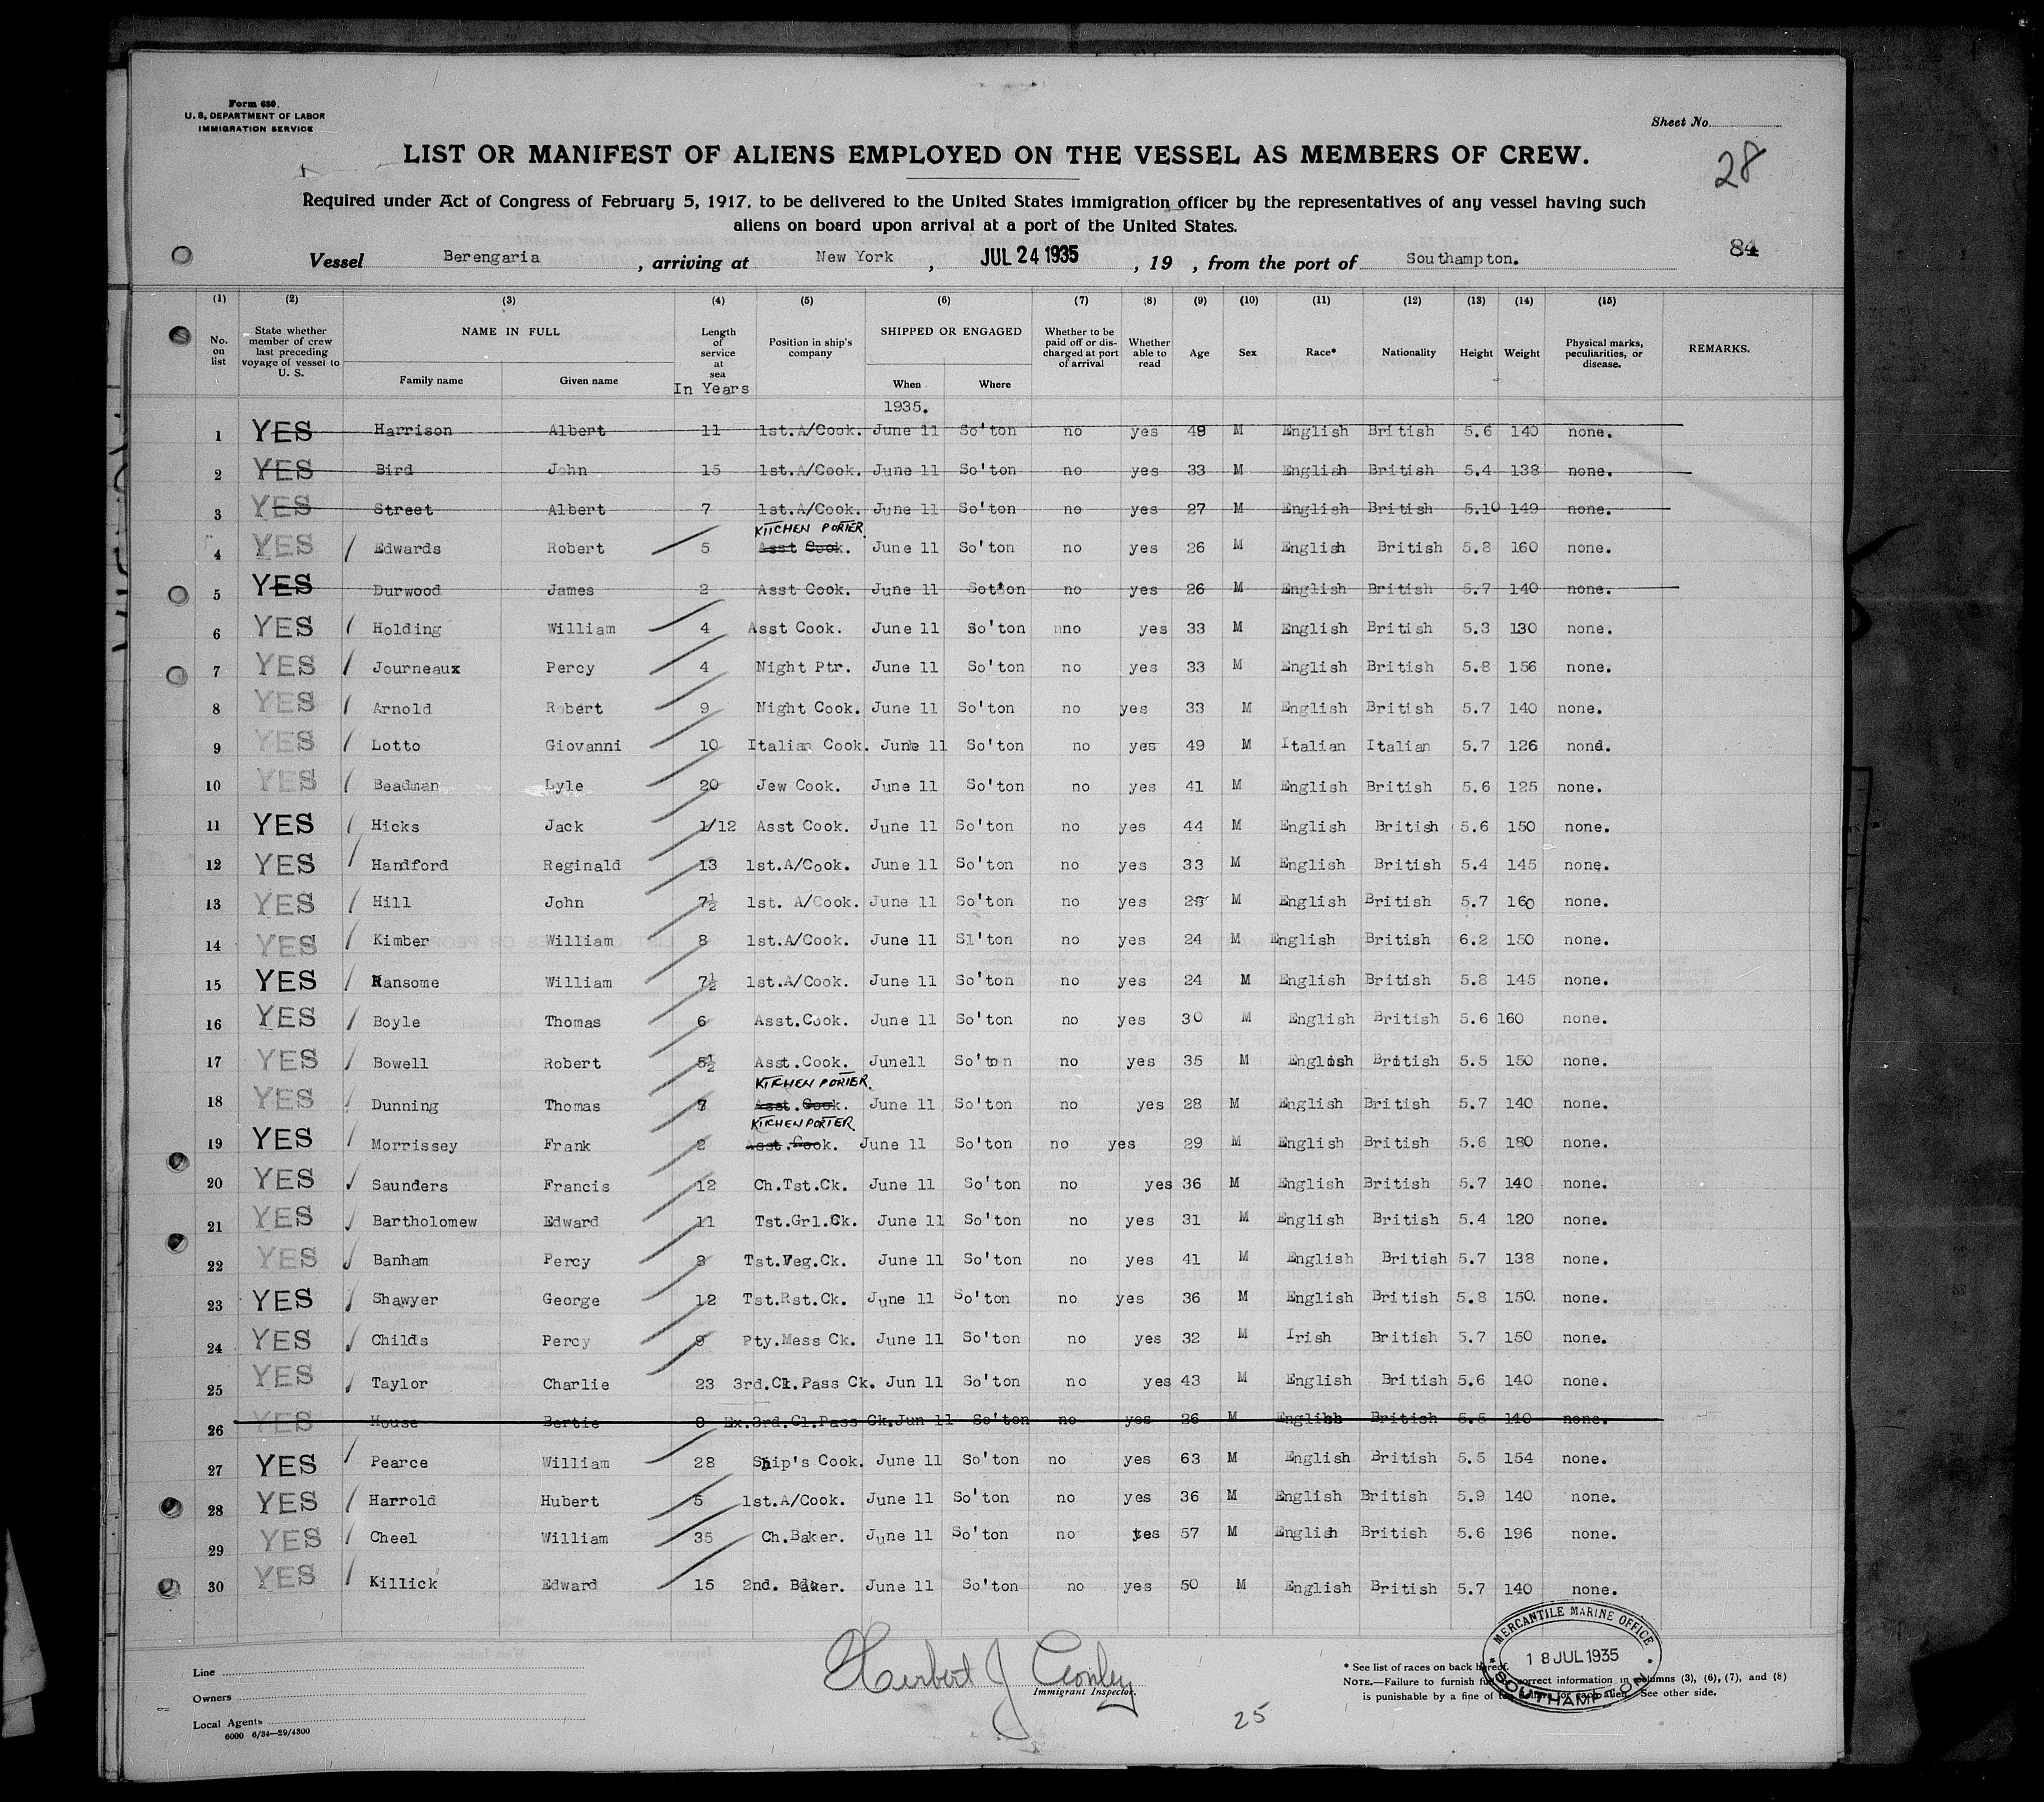 Form 680.
U. S. DEPARTMENT OF LABOR
IMMIGRATION SERVICE
Sheet No.
28
LIST OR MANIFEST OF ALIENS EMPLOYED ON THE VESSEL AS MEMBERS OF CREW.
Required under Act of Congress of February 5, 1917, to be delivered to the United States immigration officer by the representatives of any vessel having such
aliens on board upon arrival at a port of the United States.
84
Vessel Berengaria, arriving at New York, JUL 24 1935, 19 , from the port of Southampton.
(1) (2) (3) (4) (5) (6) (7) (8) (9) (10) (11) (12) (13) (14) (15)
No. on list State whether member of crew last preceding voyage of vessel to U. S. NAME IN FULL Length of service at sea Position in ship's company SHIPPED OR ENGAGED Whether to be paid off or discharged at port of arrival Whether able to read Age Sex Race* Nationality Height Weight Physical marks, peculiarities, or disease. REMARKS.
Family name Given name In Years When Where
1935.
1 YES Harrison Albert 11 1st.A/Cook. June 11 So'ton no yes 49 M English British 5.6 140 none.
2 YES Bird John 15 1st.A/Cook. June 11 So'ton no yes 33 M English British 5.4 138 none.
3 YES Street Albert 7 1st.A/Cook. June 11 So'ton no yes 27 M English British 5.10 149 none.
KITCHEN PORTER
4 YES Edwards Robert 5 Asst Cook. June 11 So'ton no yes 26 M English British 5.8 160 none.
5 YES Durwood James 2 Asst Cook. June 11 Sotton no yes 26 M English British 5.7 140 none.
6 YES Holding William 4 Asst Cook. June 11 So'ton nno yes 33 M English British 5.3 130 none.
7 YES Journeaux Percy 4 Night Ptr. June 11 So'ton no yes 33 M English British 5.8 156 none.
8 YES Arnold Robert 9 Night Cook. June 11 So'ton no yes 33 M English British 5.7 140 none.
9 YES Lotto Giovanni 10 Italian Cook. June 11 So'ton no yes 49 M Italian Italian 5.7 126 none.
10 YES Beadman Lyle 20 Jew Cook. June 11 So'ton no yes 41 M English British 5.6 125 none.
11 YES Hicks Jack 1/12 Asst Cook. June 11 So'ton no yes 44 M English British 5.6 150 none.
12 YES Handford Reginald 13 1st.A/Cook. June 11 So'ton no yes 33 M English British 5.4 145 none.
13 YES Hill John 7½ 1st. A/Cook. June 11 So'ton no yes M English British 5.7 160 none.
14 YES Kimber William 8 1st.A/Cook. June 11 Sl'ton no yes 24 M English British 6.2 150 none.
15 YES Ransome William 7½ 1st.A/Cook. June 11 So'ton no yes 24 M English British 5.8 145 none.
16 YES Boyle Thomas 6 Asst.Cook. June 11 So'ton no yes 30 M English British 5.6 160 none.
17 YES Bowell Robert 5½ Asst.Cook. June11 So'ton no yes 35 M English British 5.5 150 none.
KITCHEN PORTER.
18 YES Dunning Thomas 7 Asst.Cook. June 11 So'ton no yes 28 M English British 5.7 140 none.
KITCHEN PORTER
19 YES Morrissey Frank 2 Asst.Cook. June 11 So'ton no yes 29 M English British 5.6 180 none.
20 YES Saunders Francis 12 Ch.Tst.Ck. June 11 So'ton no yes 36 M English British 5.7 140 none.
21 YES Bartholomew Edward 11 Tst.Grl.Ck. June 11 So'ton no yes 31 M English British 5.4 120 none.
22 YES Banham Percy 8 Tst.Veg.Ck. June 11 So'ton no yes 41 M English British 5.7 138 none.
23 YES Shawyer George 12 Tst.Rst.Ck. June 11 So'ton no yes 36 M English British 5.8 150. none.
24 YES Childs Percy 9 Pty.Mess Ck. June 11 So'ton no yes 32 M Irish British 5.7 150 none.
25 YES Taylor Charlie 23 3rd.Cl.Pass Ck. Jun 11 So'ton no yes 43 M English British 5.6 140 none.
26 YES House Bertie Ex.3rd.Cl.Pass Ck.Jun 11 So'ton no yes 26 M English British 5.5 140 none.
27 YES Pearce William 28 Ship's Cook. June 11 So'ton no yes 63 M English British 5.5 154 none.
28 YES Harrold Hubert 5 1st.A/Cook. June 11 So'ton no yes 36 M English British 5.9 140 none.
29 YES Cheel William 35 Ch.Baker. June 11 So'ton no tes 57 M English British 5.6 196 none.
30 YES Killick Edward 15 2nd. Baker. June 11 So'ton no yes 50 M English British 5.7 140 none.
Line
Owners
Local Agents
6000 6/34—29/4300
Herbert J Conley
Immigrant Inspector.
25
* See list of races on back hereof.
NOTE.—Failure to furnish full or correct information in columns (3), (6), (7), and (8)
is punishable by a fine of See other side.
MERCANTILE MARINE OFFICE
18 JUL 1935
SOUTHAMPTON